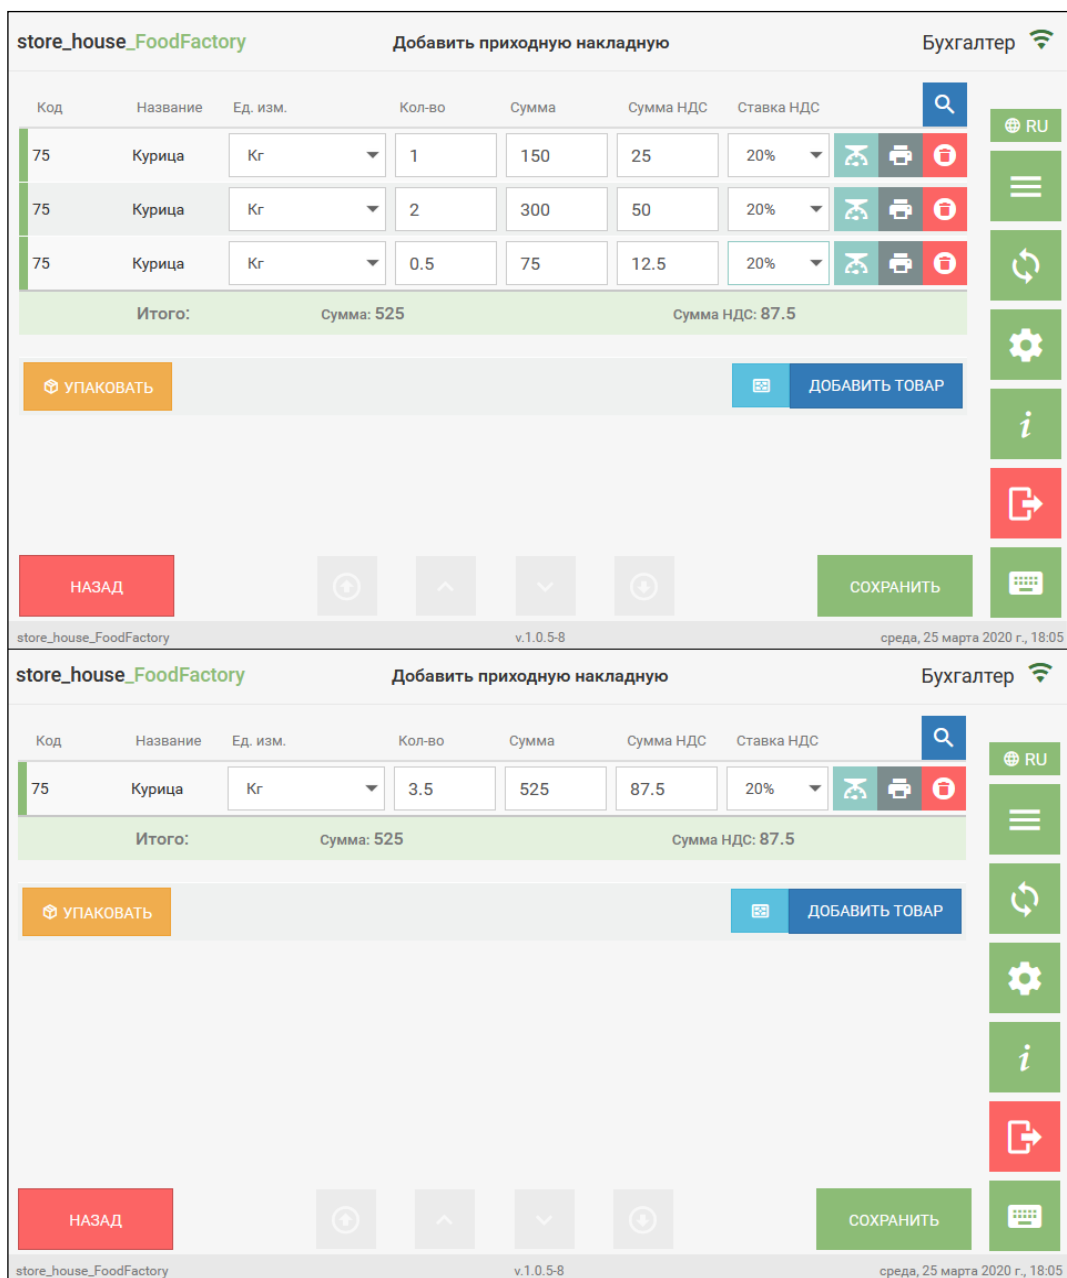 store_house_FoodFactory Добавить приходную накладную Бухгалтер
Код Название Ед. изм. Кол-во Сумма Сумма НДС Ставка НДС
RU
75 Курица Кг 1 150 25 20%
75 Курица Кг 2 300 50 20%
75 Курица Кг 0.5 75 12.5 20%
Итого: Сумма: 525 Сумма НДС: 87.5
УПАКОВАТЬ ДОБАВИТЬ ТОВАР
i
НАЗАД СОХРАНИТЬ
store_house_FoodFactory v.1.0.5-8 среда, 25 марта 2020 г., 18:05
store_house_FoodFactory Добавить приходную накладную Бухгалтер
Код Название Ед. изм. Кол-во Сумма Сумма НДС Ставка НДС
RU
75 Курица Кг 3.5 525 87.5 20%
Итого: Сумма: 525 Сумма НДС: 87.5
УПАКОВАТЬ ДОБАВИТЬ ТОВАР
i
НАЗАД СОХРАНИТЬ
store_house_FoodFactory v.1.0.5-8 среда, 25 марта 2020 г., 18:05